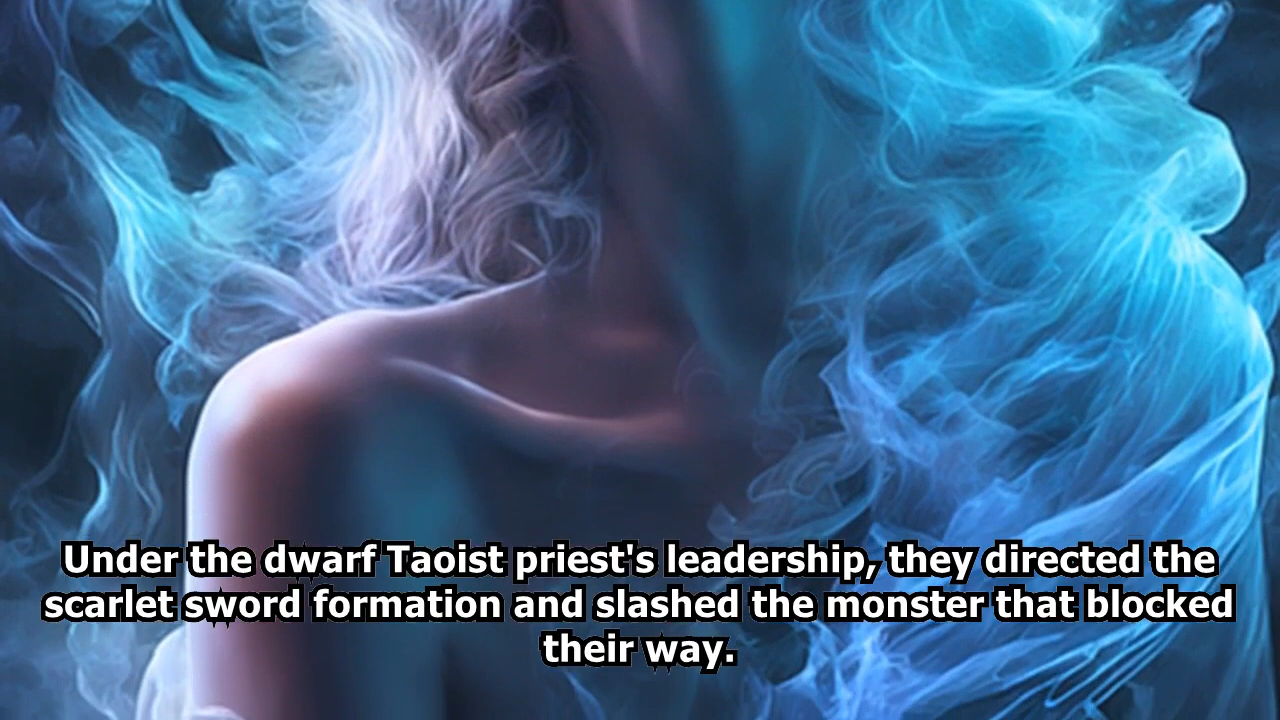 Under the dwarf Taoist priest's leadership, they directed the
scarlet sword formation and slashed the monster that blocked
their way.